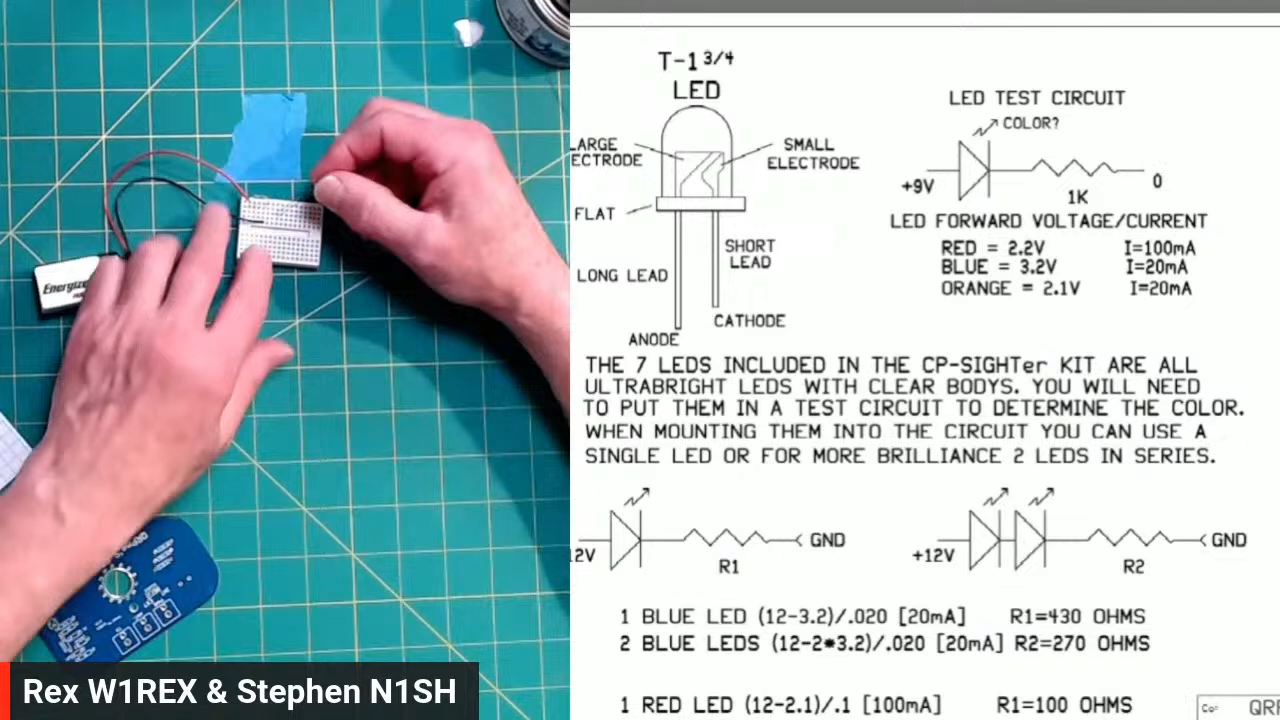 T-1 3/4
LED
LED TEST CIRCUIT
COLOR?
LARGE
ECTRODE
SMALL
ELECTRODE
+9V
1K
0
FLAT
LED FORWARD VOLTAGE/CURRENT
RED = 2.2V I=100mA
BLUE = 3.2V I=20mA
ORANGE = 2.1V I=20mA
SHORT
LEAD
LONG LEAD
CATHODE
ANODE
Energize
THE 7 LEDS INCLUDED IN THE CP-SIGHTer KIT ARE ALL
ULTRABRIGHT LEDS WITH CLEAR BODYS. YOU WILL NEED
TO PUT THEM IN A TEST CIRCUIT TO DETERMINE THE COLOR.
WHEN MOUNTING THEM INTO THE CIRCUIT YOU CAN USE A
SINGLE LED OR FOR MORE BRILLIANCE 2 LEDS IN SERIES.
12V
R1
GND
+12V
R2
GND
1 BLUE LED (12-3.2)/.020 [20mA] R1=430 OHMS
2 BLUE LEDS (12-2*3.2)/.020 [20mA] R2=270 OHMS
1 RED LED (12-2.1)/.1 [100mA] R1=100 OHMS
Co:
QRP
Rex W1REX & Stephen N1SH